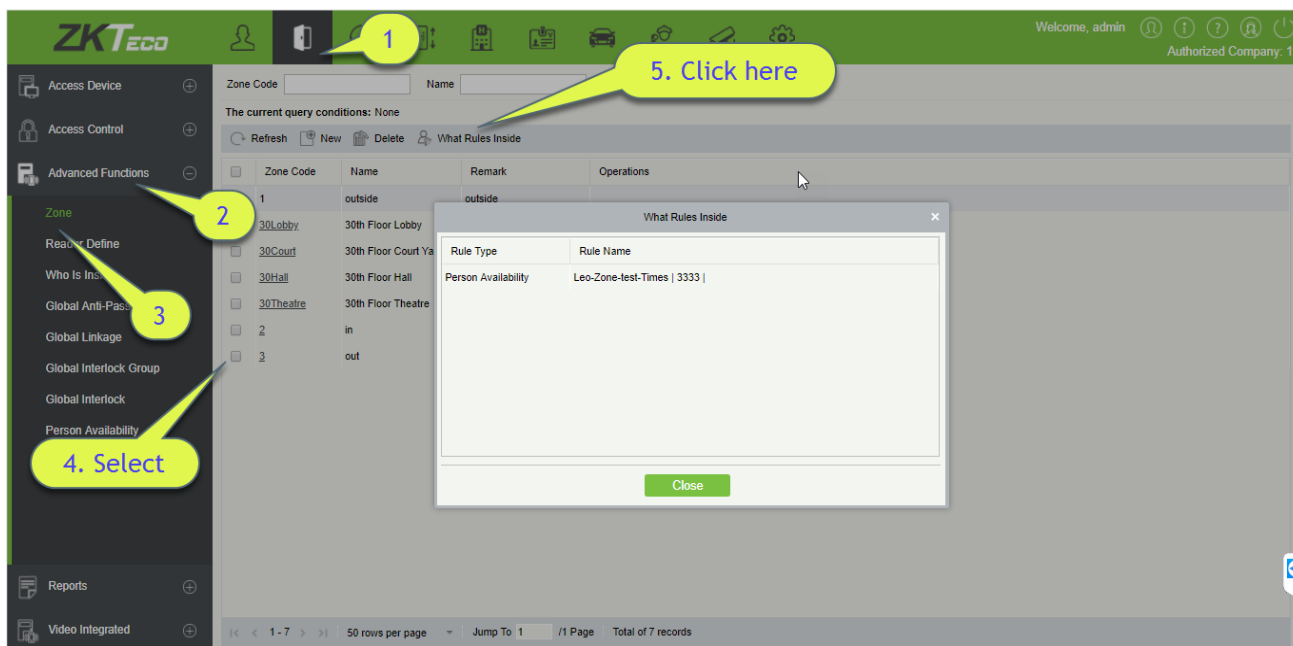 ZKTECO
Welcome, admin
Authorized Company: 1
1
5. Click here
Access Device
Access Control
Advanced Functions
2
Zone
Reader Define
Who Is Ins
Global Anti-Pass
3
Global Linkage
Global Interlock Group
Global Interlock
Person Availability
4. Select
Reports
Video Integrated
Zone Code
Name
The current query conditions: None
Refresh New Delete What Rules Inside
Zone Code Name Remark Operations
1 outside outside
30Lobby 30th Floor Lobby
30Court 30th Floor Court Ya
30Hall 30th Floor Hall
30Theatre 30th Floor Theatre
2 in
3 out
What Rules Inside ×
Rule Type Rule Name
Person Availability Leo-Zone-test-Times | 3333 |
Close
1 - 7 50 rows per page Jump To 1 /1 Page Total of 7 records